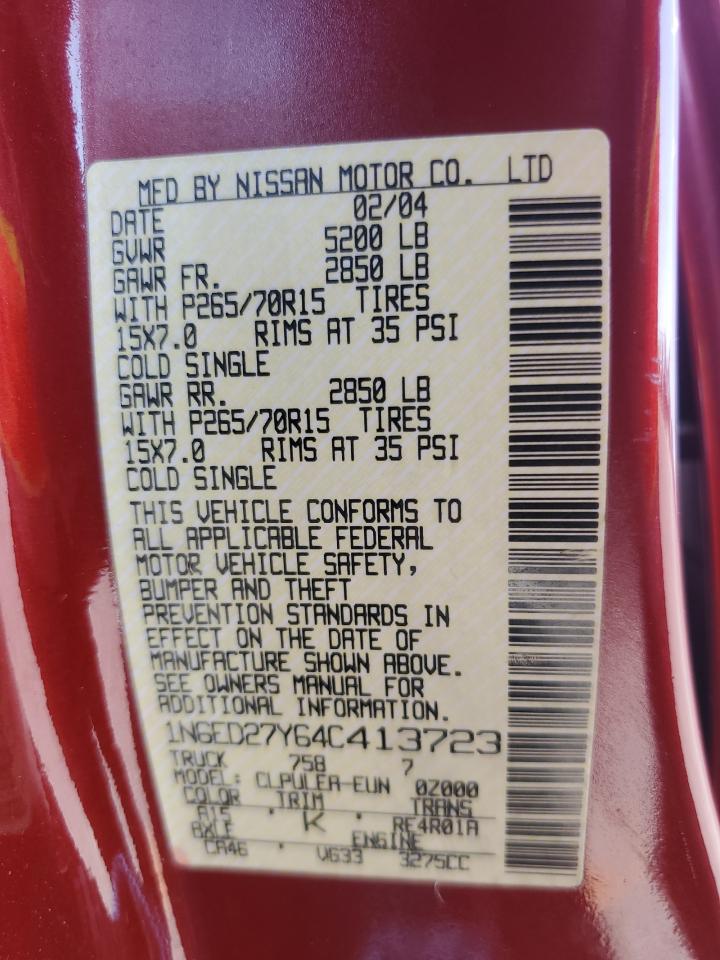 MFD BY NISSAN MOTOR CO. LTD
DATE 02/04
GVWR 5200 LB
GAWR FR. 2850 LB
WITH P265/70R15 TIRES
15X7.0 RIMS AT 35 PSI
COLD SINGLE
GAWR RR. 2850 LB
WITH P265/70R15 TIRES
15X7.0 RIMS AT 35 PSI
COLD SINGLE
THIS VEHICLE CONFORMS TO
ALL APPLICABLE FEDERAL
MOTOR VEHICLE SAFETY,
BUMPER AND THEFT
PREVENTION STANDARDS IN
EFFECT ON THE DATE OF
MANUFACTURE SHOWN ABOVE.
SEE OWNERS MANUAL FOR
ADDITIONAL INFORMATION.
1N6ED27Y64C413723
TRUCK 758 7
MODEL: CLPULEA-EUN 0Z000
COLOR TRIM TRANS
A15 . K RE4R01A
AXLE ENGINE
CA46 . VG33 3275CC